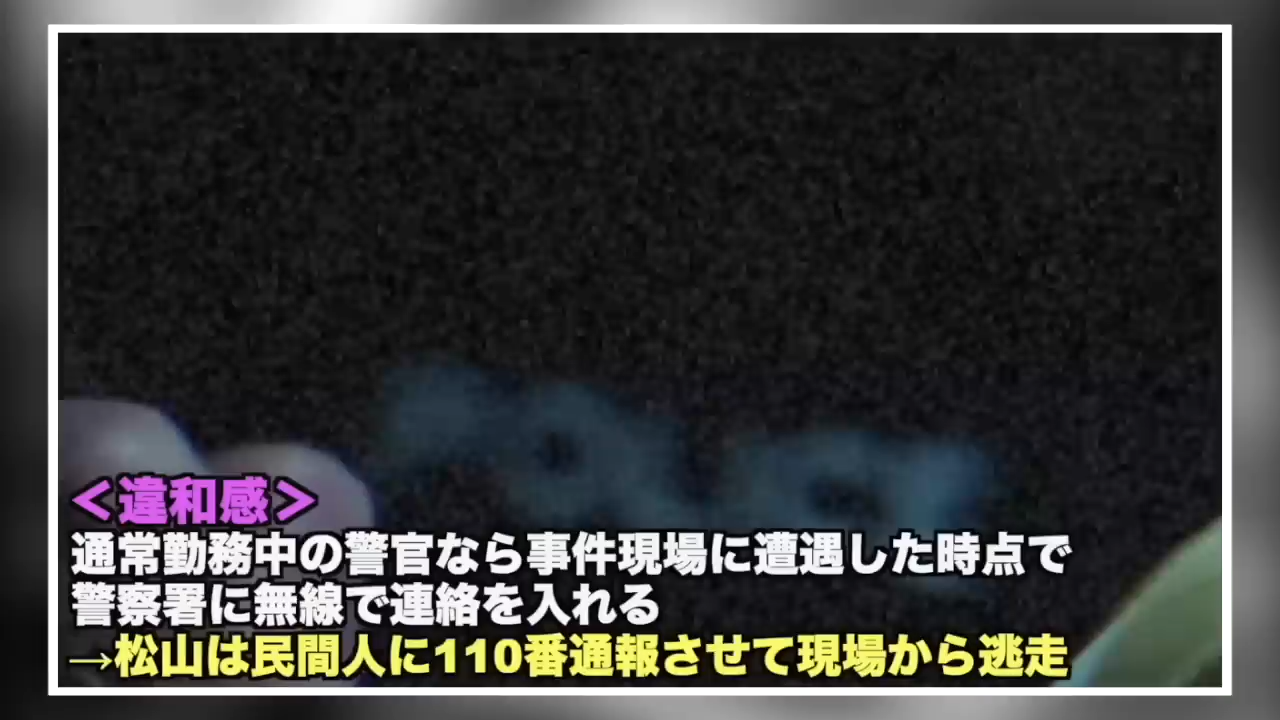 ＜違和感＞
通常勤務中の警官なら事件現場に遭遇した時点で
警察署に無線で連絡を入れる
→松山は民間人に110番通報させて現場から逃走